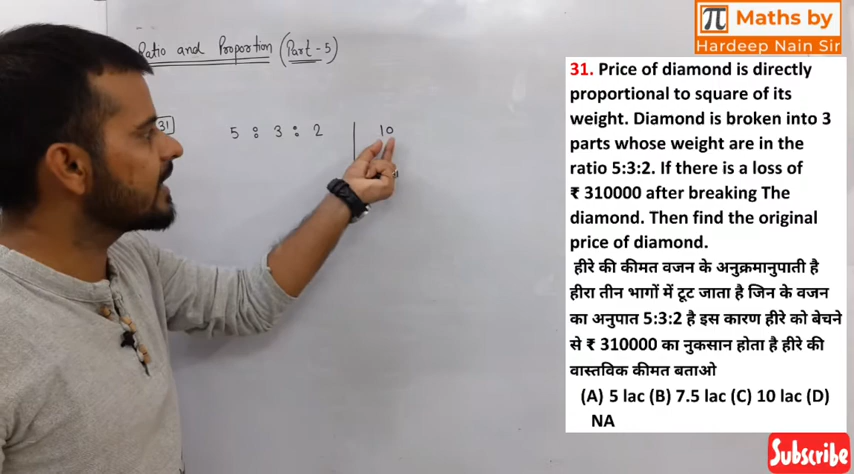 Maths by
Hardeep Nain Sir
Ratio and Proportion (Part-5)
31
5 : 3 : 2 | 10
31. Price of diamond is directly
proportional to square of its
weight. Diamond is broken into 3
parts whose weight are in the
ratio 5:3:2. If there is a loss of
₹ 310000 after breaking The
diamond. Then find the original
price of diamond.
हीरे की कीमत वजन के अनुक्रमानुपाती है
हीरा तीन भागों में टूट जाता है जिन के वजन
का अनुपात 5:3:2 है इस कारण हीरे को बेचने
से ₹ 310000 का नुकसान होता है हीरे की
वास्तविक कीमत बताओ
(A) 5 lac (B) 7.5 lac (C) 10 lac (D)
NA
Subscribe